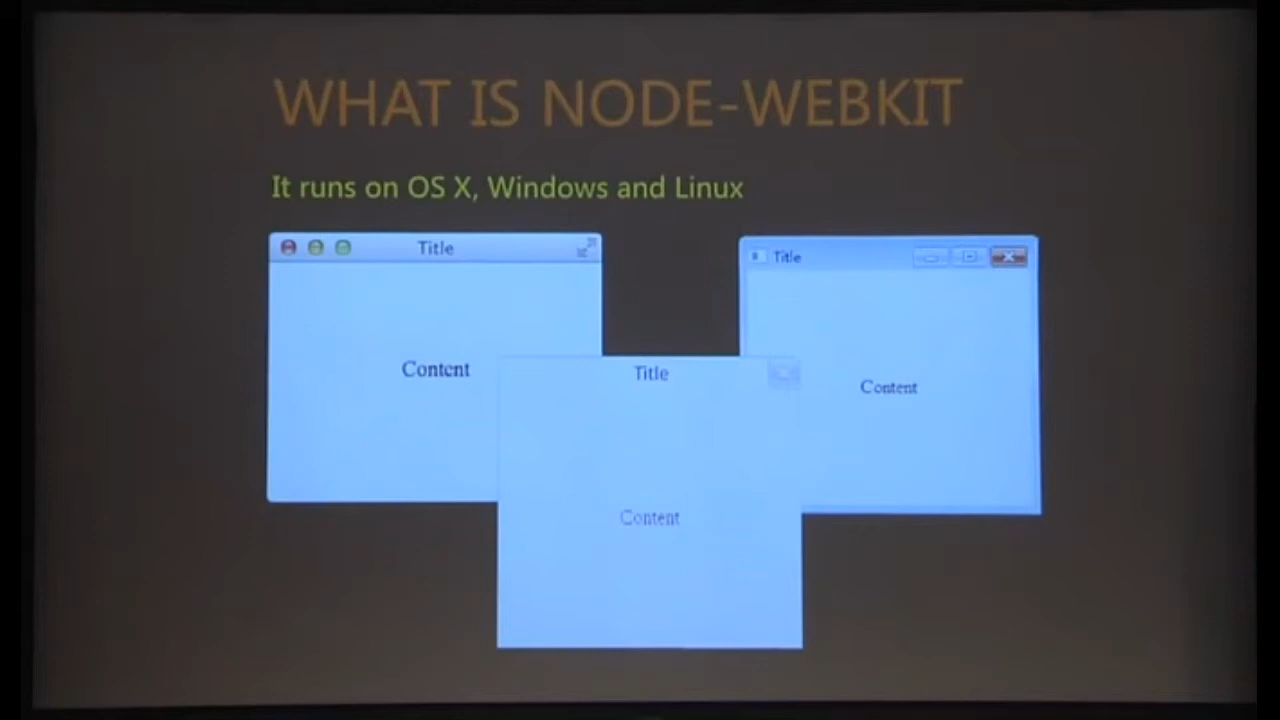 WHAT IS NODE-WEBKIT
It runs on OS X, Windows and Linux
Title
Title
Content
Title
Content
Content